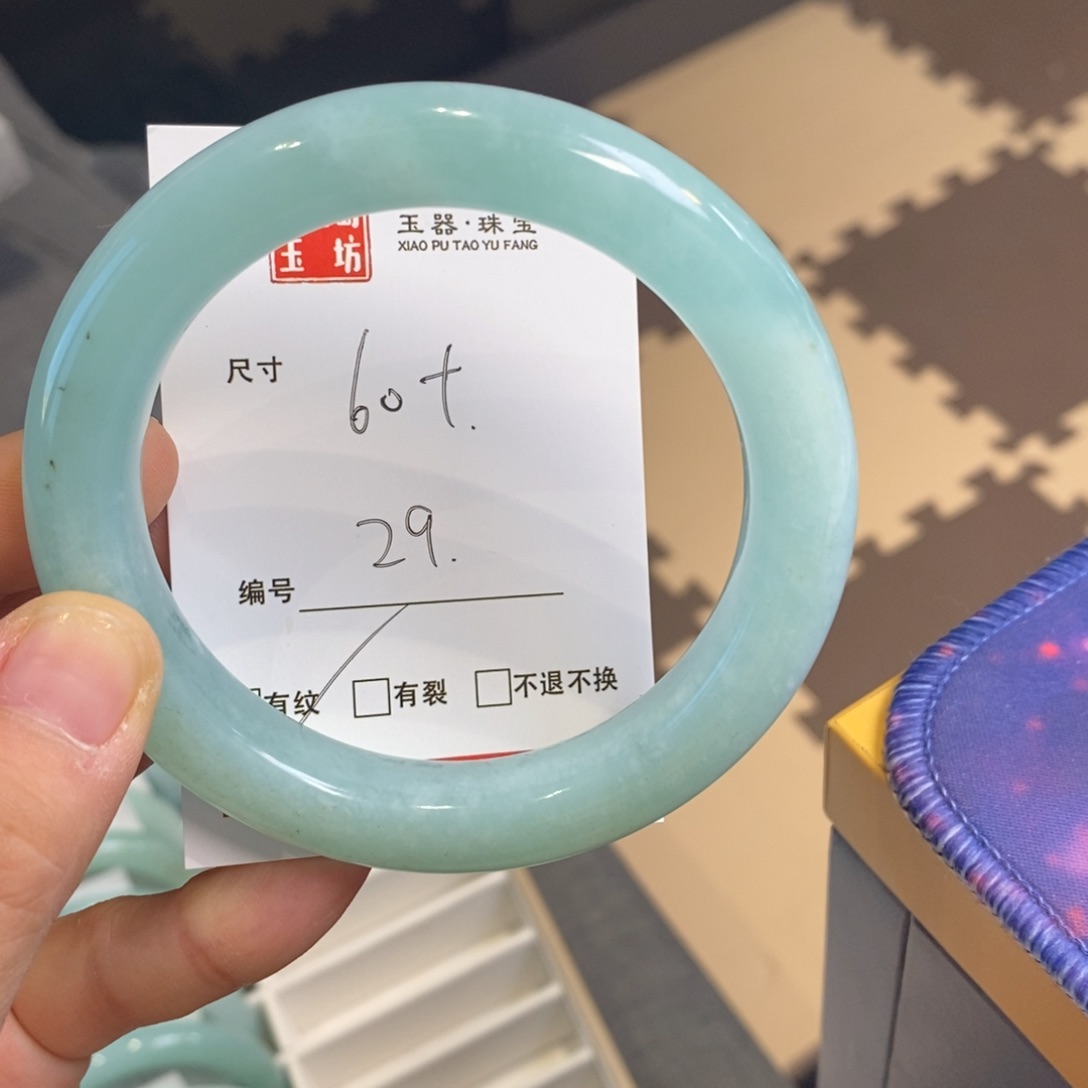 玉器·珠宝
玉坊
XIAO PU TAO YU FANG
尺寸 60+.
29.
编号
有纹 有裂 不退不换